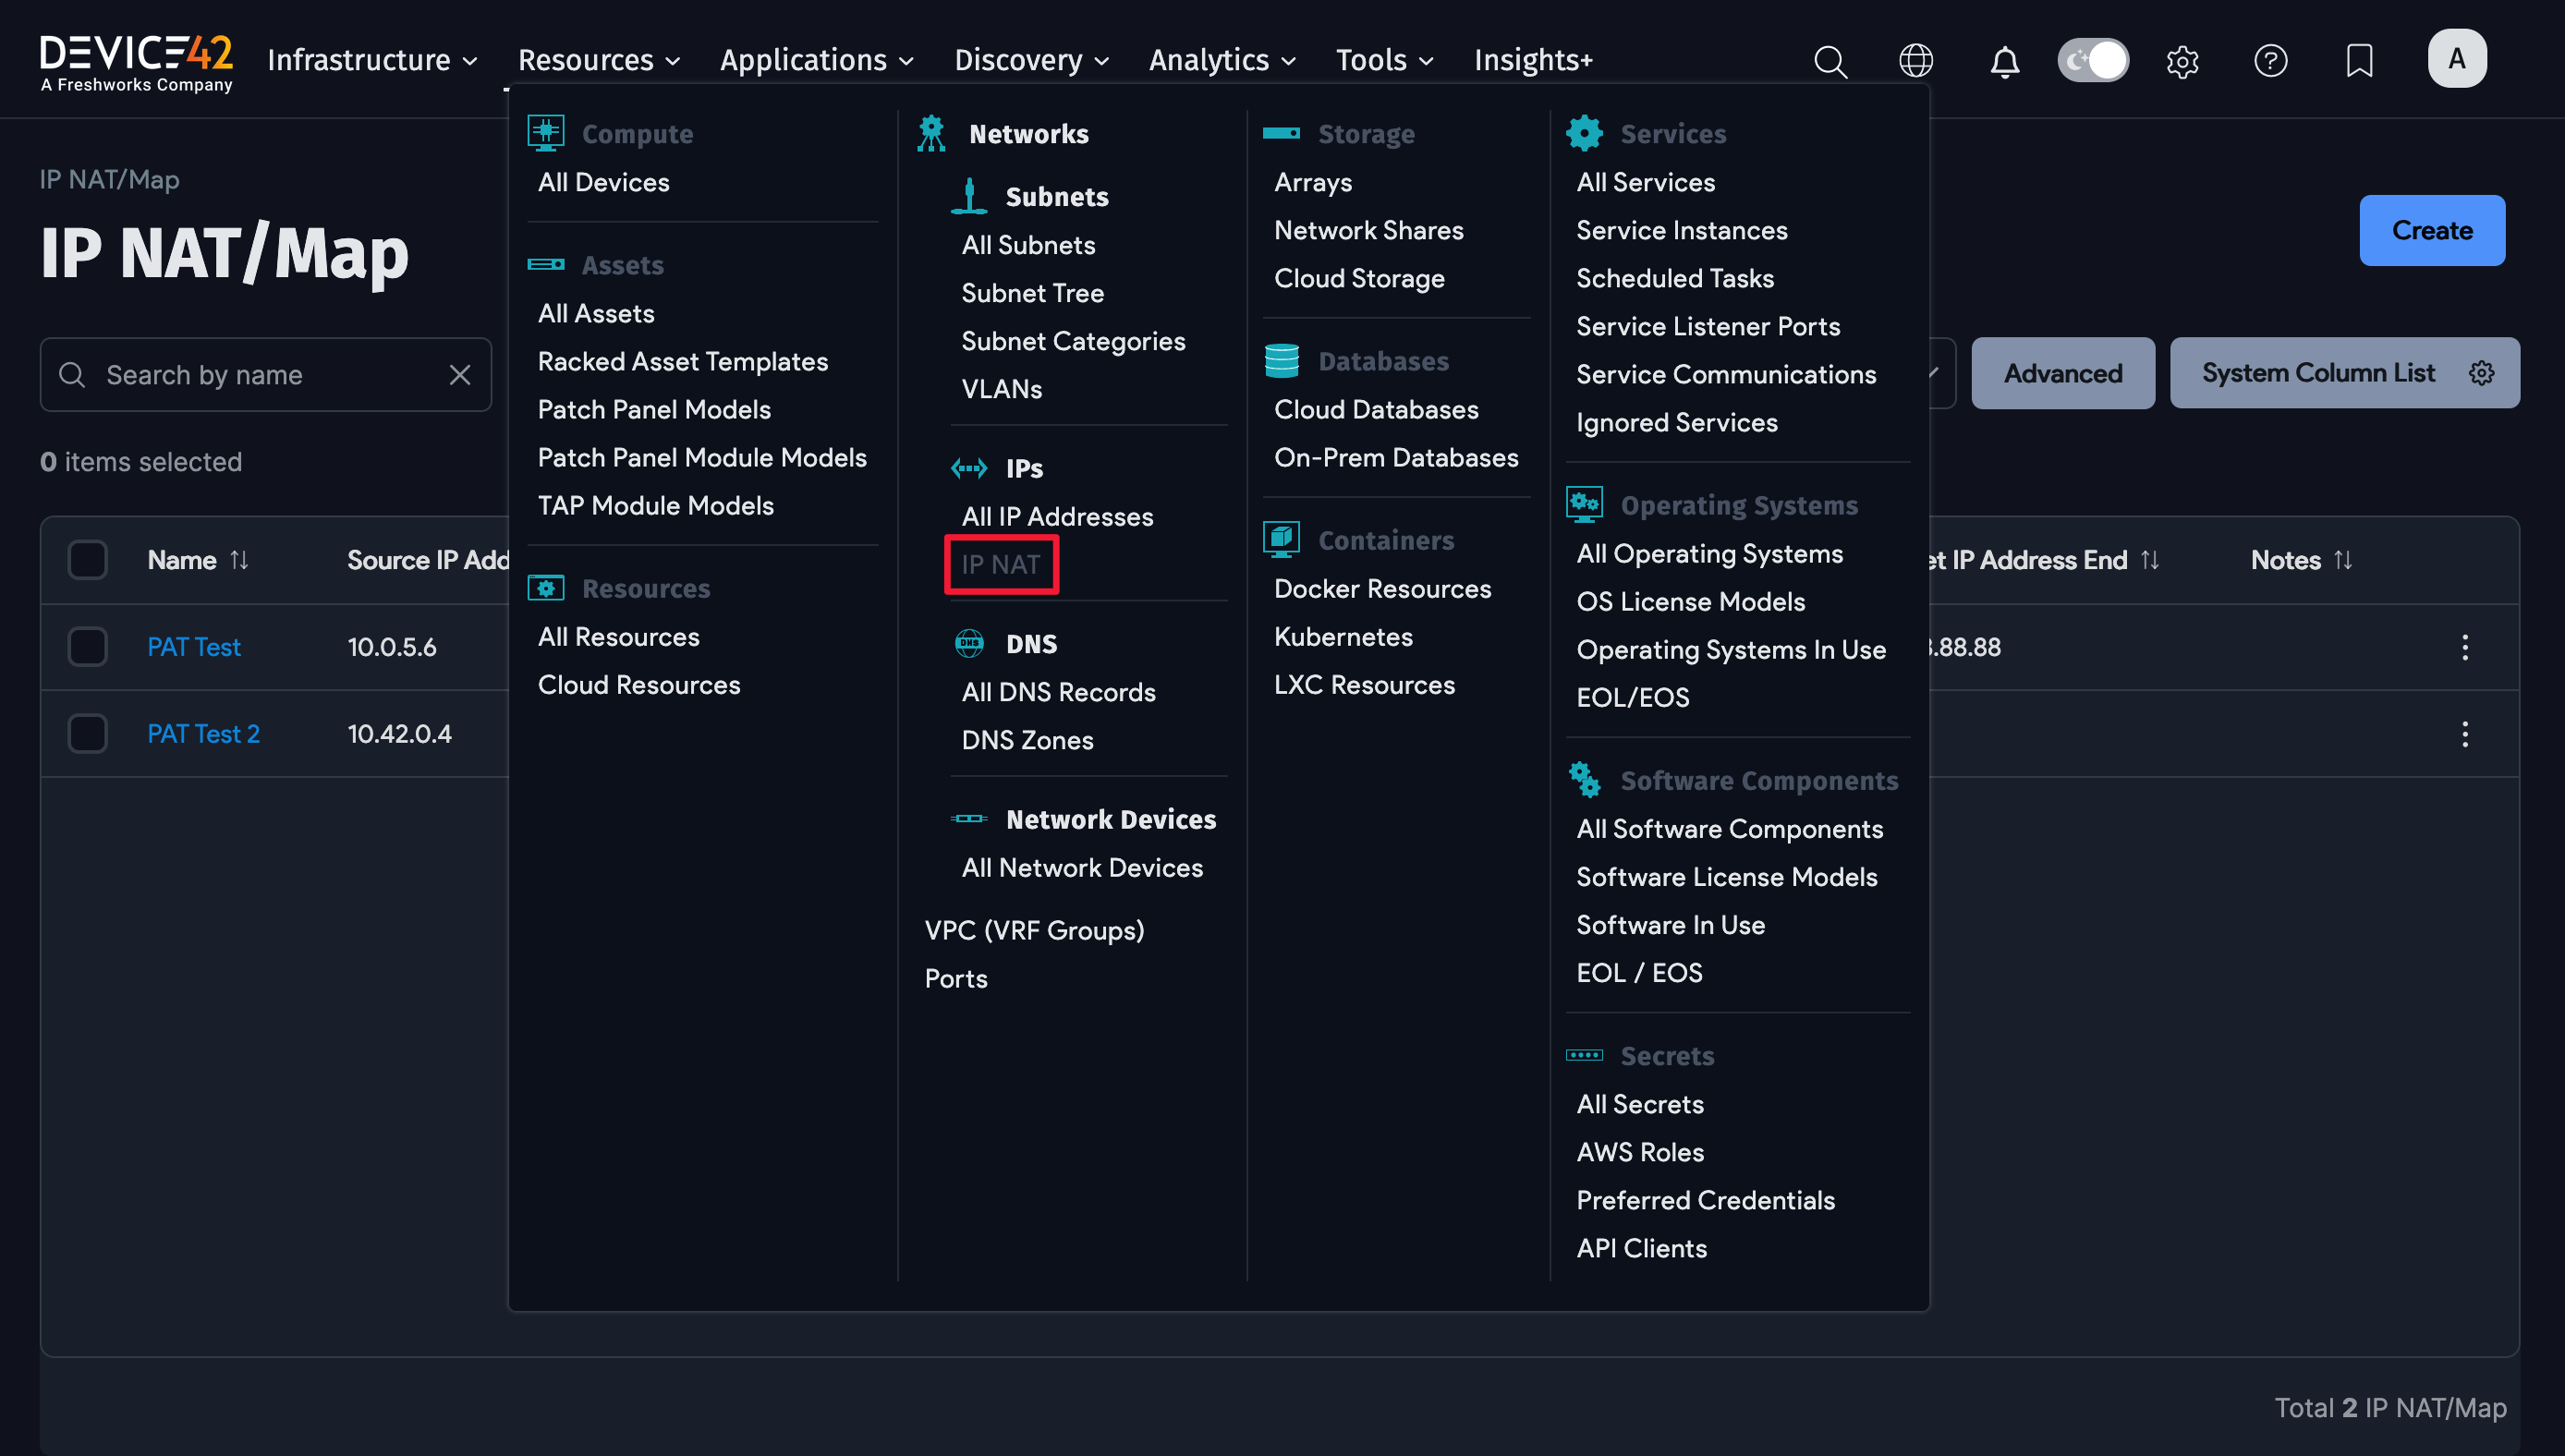 DEVICE42
A Freshworks Company
Infrastructure
Resources
Applications
Discovery
Analytics
Tools
Insights+
A
IP NAT/Map
IP NAT/Map
Create
Search by name
Advanced
System Column List
0 items selected
Name
Source IP Add
et IP Address End
Notes
PAT Test
10.0.5.6
.88.88
PAT Test 2
10.42.0.4
Compute
All Devices
Assets
All Assets
Racked Asset Templates
Patch Panel Models
Patch Panel Module Models
TAP Module Models
Resources
All Resources
Cloud Resources
Networks
Subnets
All Subnets
Subnet Tree
Subnet Categories
VLANs
IPs
All IP Addresses
IP NAT
DNS
DNS
All DNS Records
DNS Zones
Network Devices
All Network Devices
VPC (VRF Groups)
Ports
Storage
Arrays
Network Shares
Cloud Storage
Databases
Cloud Databases
On-Prem Databases
Containers
Docker Resources
Kubernetes
LXC Resources
Services
All Services
Service Instances
Scheduled Tasks
Service Listener Ports
Service Communications
Ignored Services
Operating Systems
All Operating Systems
OS License Models
Operating Systems In Use
EOL/EOS
Software Components
All Software Components
Software License Models
Software In Use
EOL / EOS
Secrets
All Secrets
AWS Roles
Preferred Credentials
API Clients
Total 2 IP NAT/Map